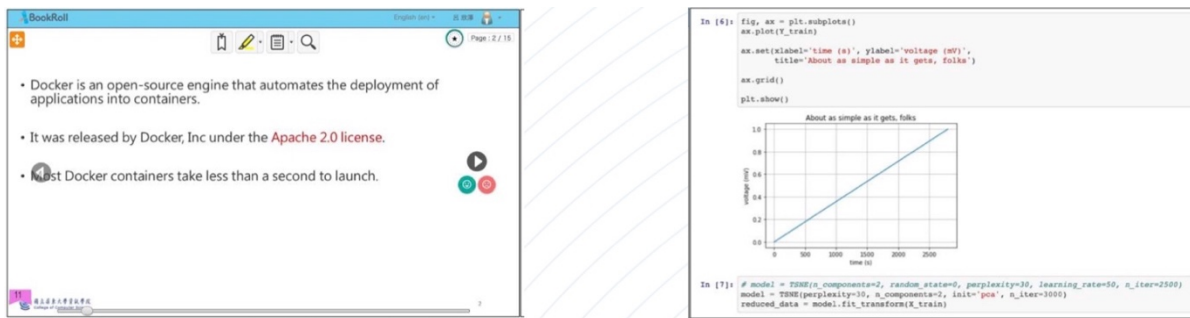 BookRoll
English (en)
Page : 2 / 15
• Docker is an open-source engine that automates the deployment of
applications into containers.
• It was released by Docker, Inc under the Apache 2.0 license.
• Most Docker containers take less than a second to launch.
11
2
In [6]: fig, ax = plt.subplots()
ax.plot(Y_train)
ax.set(xlabel='time (s)', ylabel='voltage (mV)',
title='About as simple as it gets, folks')
ax.grid()
plt.show()
About as simple as it gets, folks
1.0
0.8
0.6
0.4
0.2
0.0
voltage (mV)
0 500 1000 1500 2000 2500
time (s)
In [7]: # model = TSNE(n_components=2, random_state=0, perplexity=30, learning_rate=50, n_iter=2500)
model = TSNE(perplexity=30, n_components=2, init='pca', n_iter=3000)
reduced_data = model.fit_transform(X_train)